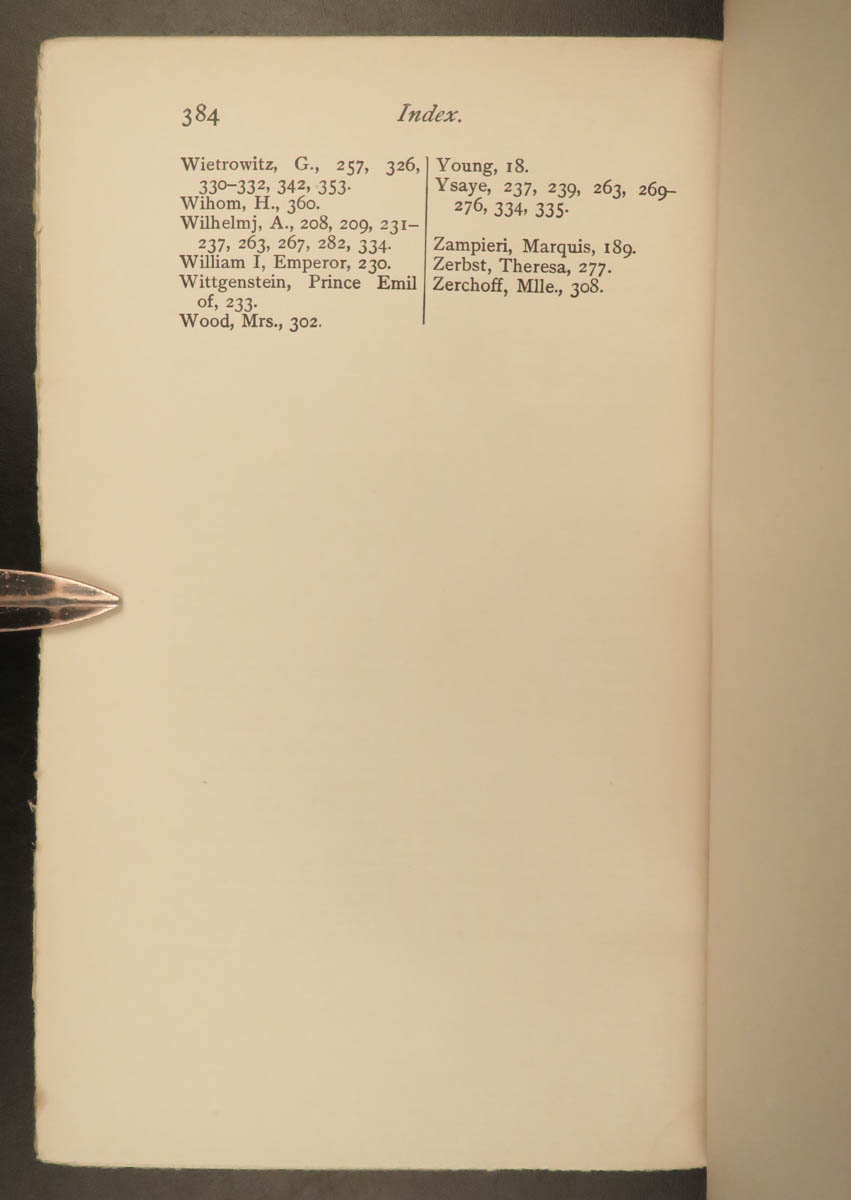 384
Index.
Wietrowitz, G., 257, 326,
330–332, 342, 353.
Wihom, H., 360.
Wilhelmj, A., 208, 209, 231–
237, 263, 267, 282, 334.
William I, Emperor, 230.
Wittgenstein, Prince Emil
of, 233.
Wood, Mrs., 302.
Young, 18.
Ysaye, 237, 239, 263, 269–
276, 334, 335.
Zampieri, Marquis, 189.
Zerbst, Theresa, 277.
Zerchoff, Mlle., 308.